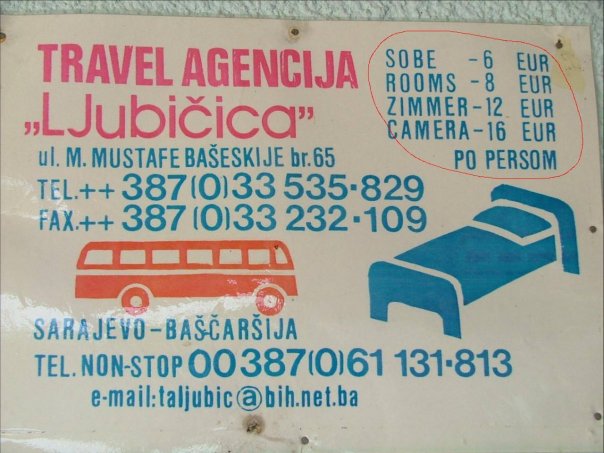 TRAVEL AGENCIJA
„LJubičica”
ul. M. MUSTAFE BAŠESKIJE br. 65
SOBE - 6 EUR
ROOMS - 8 EUR
ZIMMER - 12 EUR
CAMERA - 16 EUR
PO PERSOM
TEL.++ 387(0)33 535·829
FAX.++ 387(0)33 232·109
SARAJEVO - BAŠČARŠIJA
TEL. NON-STOP 00387(0)61 131·813
e-mail: taljubic@bih.net.ba